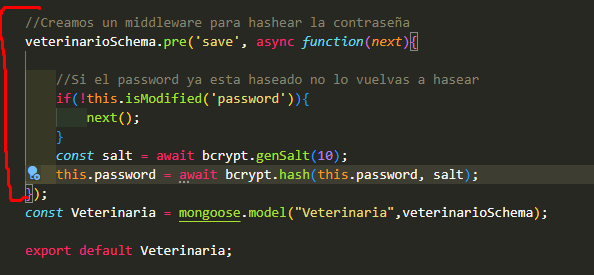 //Creamos un middleware para hashear la contraseña
veterinarioSchema.pre('save', async function(next){
//Si el password ya esta haseado no lo vuelvas a hasear
if(!this.isModified('password')){
next();
}
const salt = await bcrypt.genSalt(10);
this.password = await bcrypt.hash(this.password, salt);
});
const Veterinaria = mongoose.model("Veterinaria",veterinarioSchema);
export default Veterinaria;